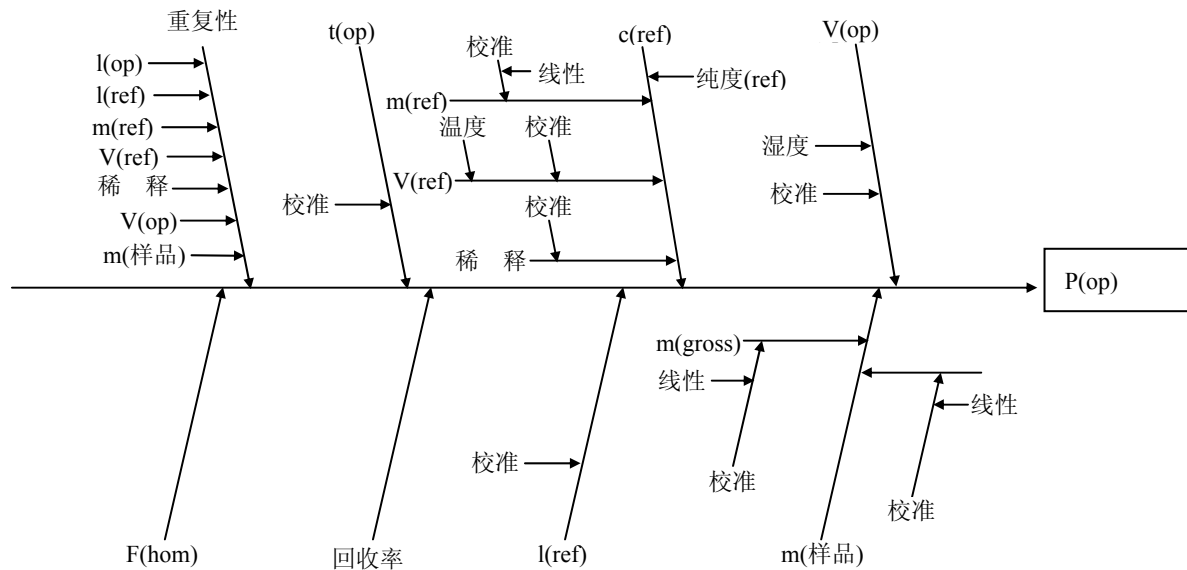 重复性
t(op)
c(ref)
V(op)
l(op)
l(ref)
m(ref)
V(ref)
稀 释
V(op)
m(样品)
校准
校准
线性
m(ref)
纯度(ref)
温度
校准
V(ref)
校准
稀 释
湿度
校准
P(op)
m(gross)
线性
校准
线性
校准
校准
F(hom)
回收率
l(ref)
m(样品)